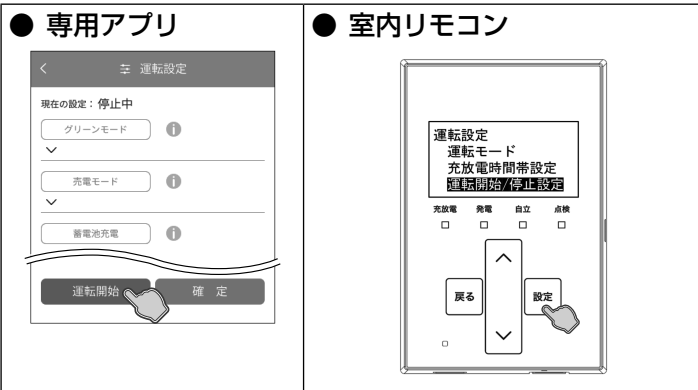 ● 専用アプリ
運転設定
現在の設定：停止中
グリーンモード
売電モード
蓄電池充電
運転開始
確 定
● 室内リモコン
運転設定
運転モード
充放電時間帯設定
運転開始/停止設定
充放電 発電 自立 点検
戻る
設定